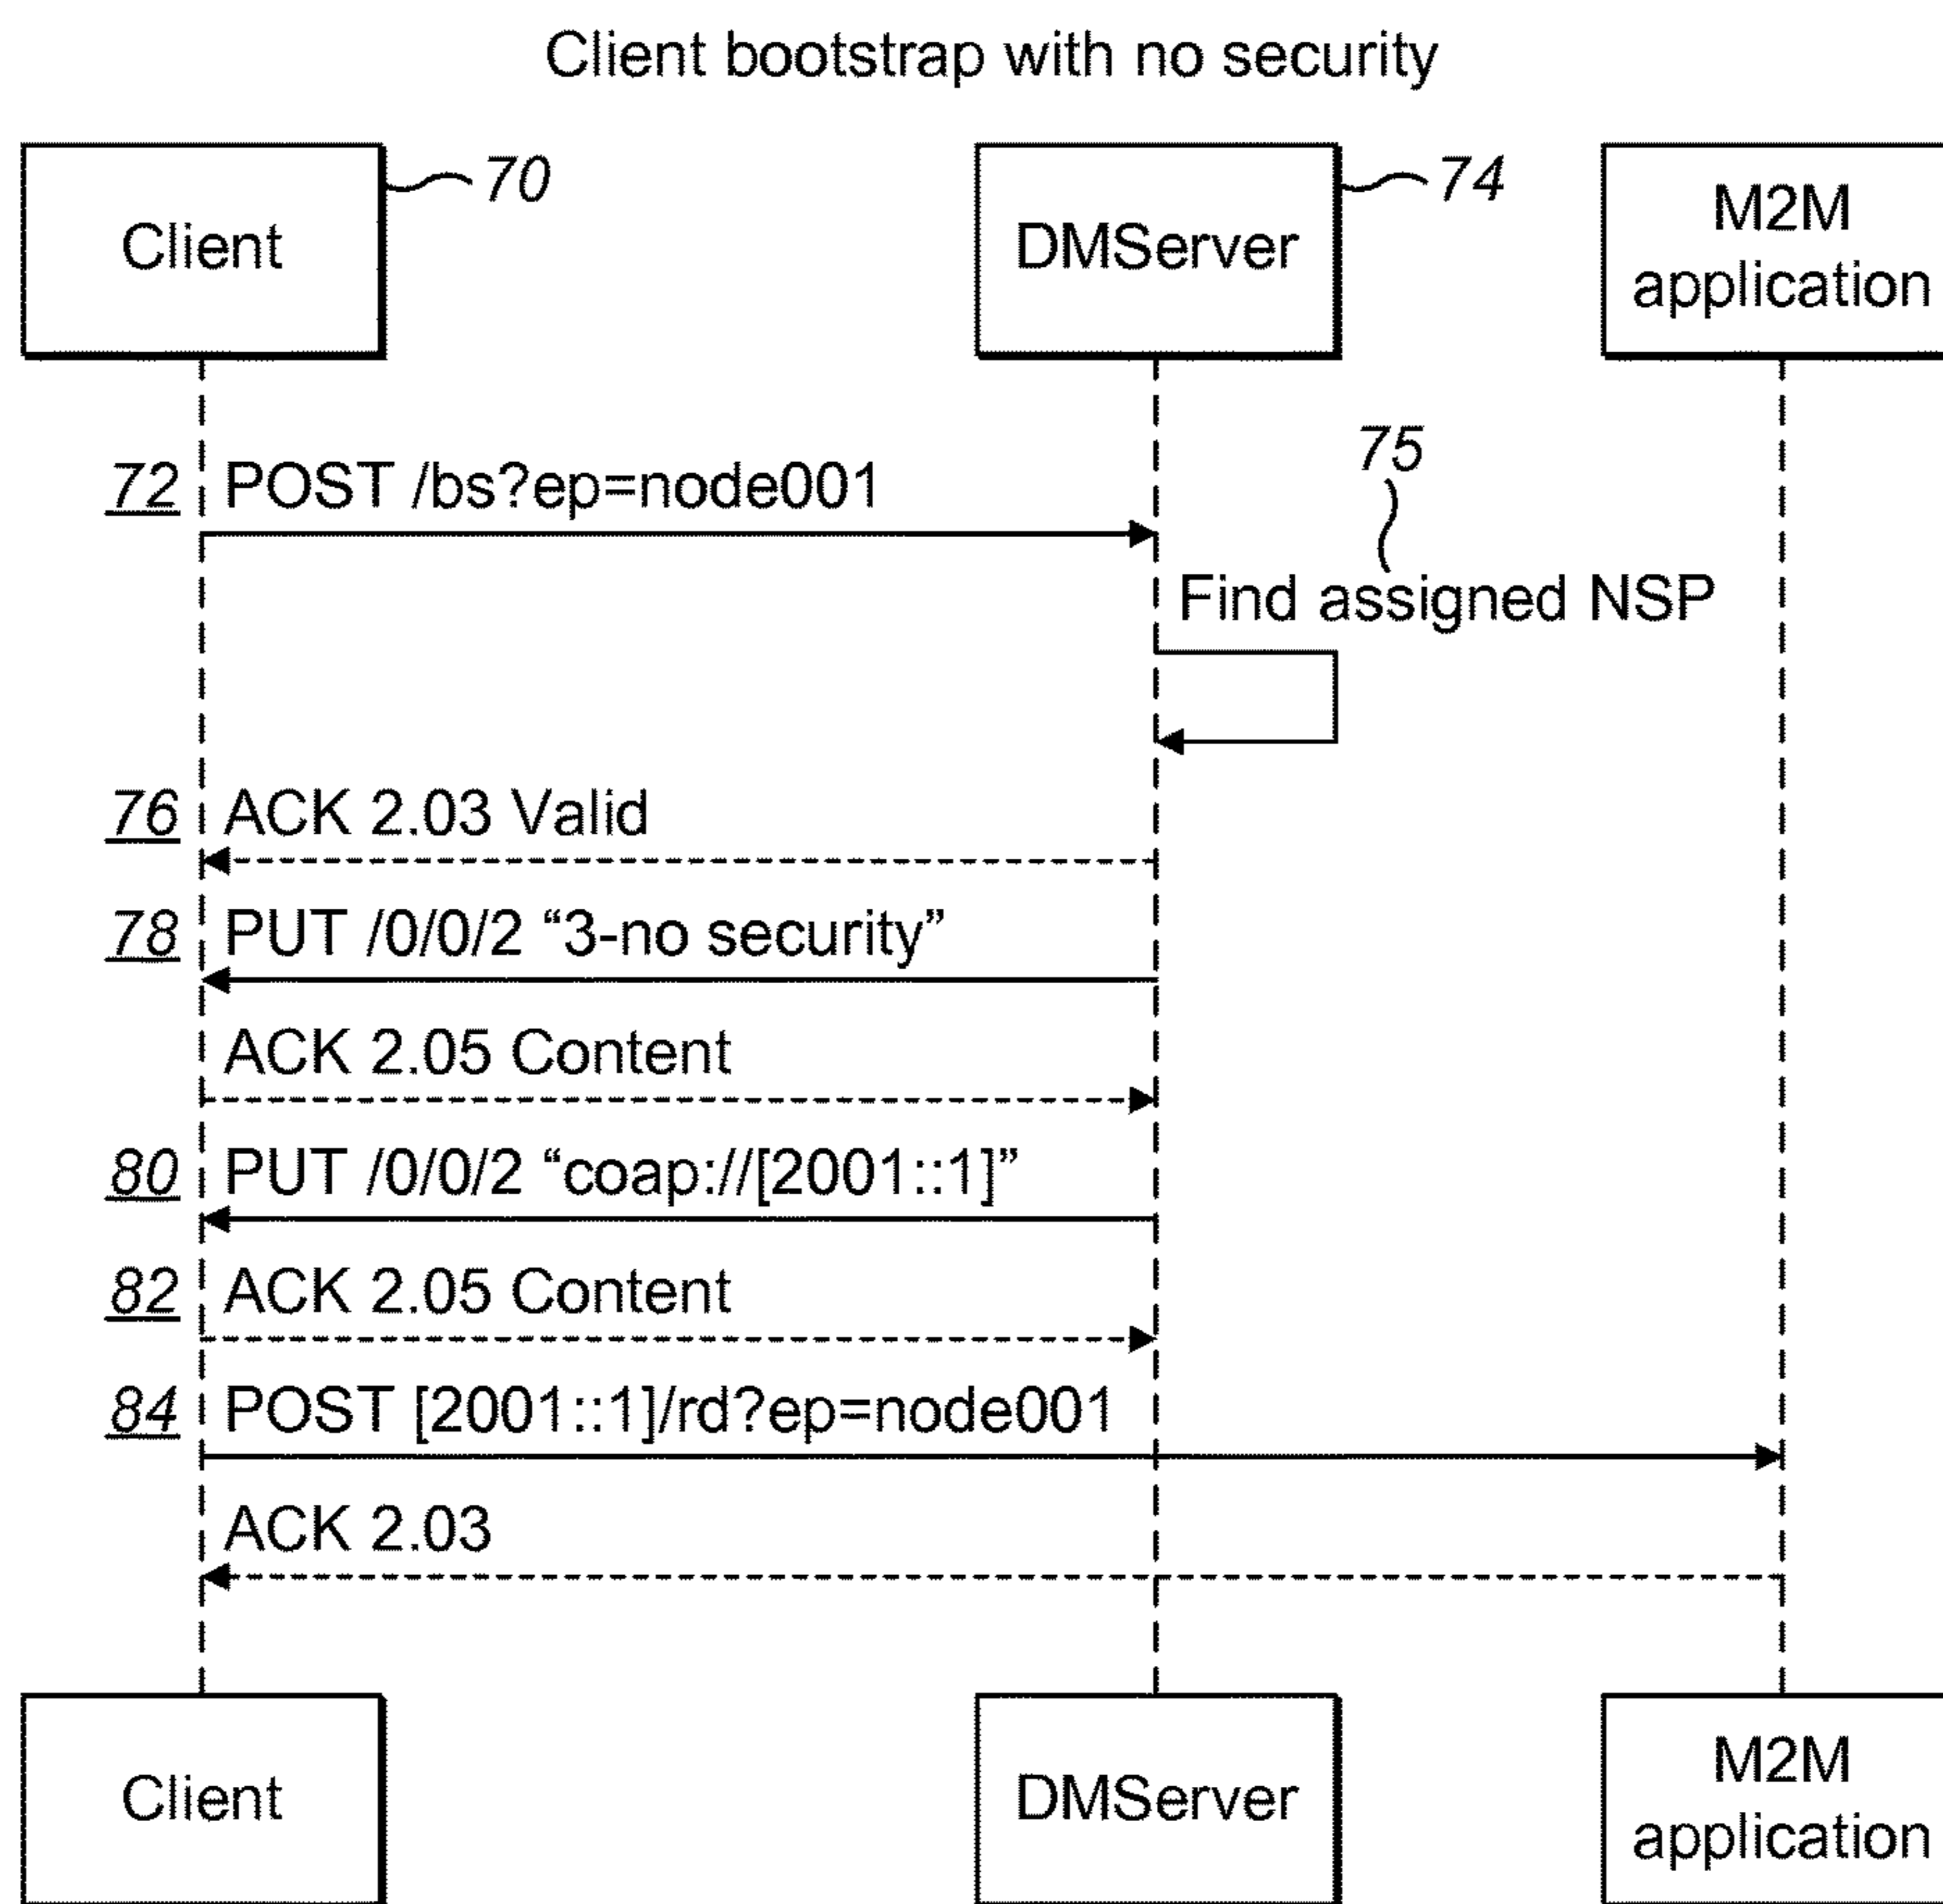 Client bootstrap with no security
Client
70
DMServer
74
M2M
application
72 POST /bs?ep=node001
75
Find assigned NSP
76 ACK 2.03 Valid
78 PUT /0/0/2 “3-no security”
ACK 2.05 Content
80 PUT /0/0/2 “coap://[2001::1]”
82 ACK 2.05 Content
84 POST [2001::1]/rd?ep=node001
ACK 2.03
Client
DMServer
M2M
application